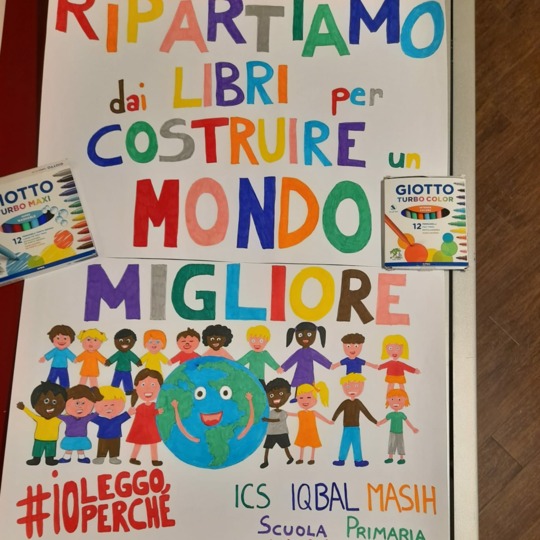 RIPARTIAMO
dai LIBRI per
COSTRUIRE un
MONDO
MIGLIORE
GIOTTO
TURBO MAXI
12
GIOTTO
TURBO COLOR
12
#ioLEGGO
PERCHÉ
ICS IQBAL MASIH
SCUOLA PRIMARIA